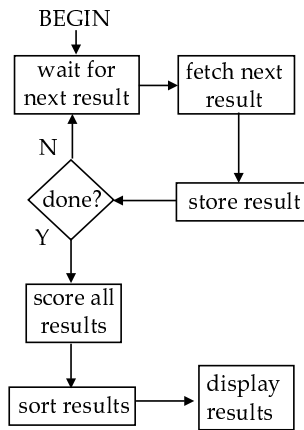 BEGIN
wait for
next result
fetch next
result
store result
N
done?
Y
score all
results
sort results
display
results